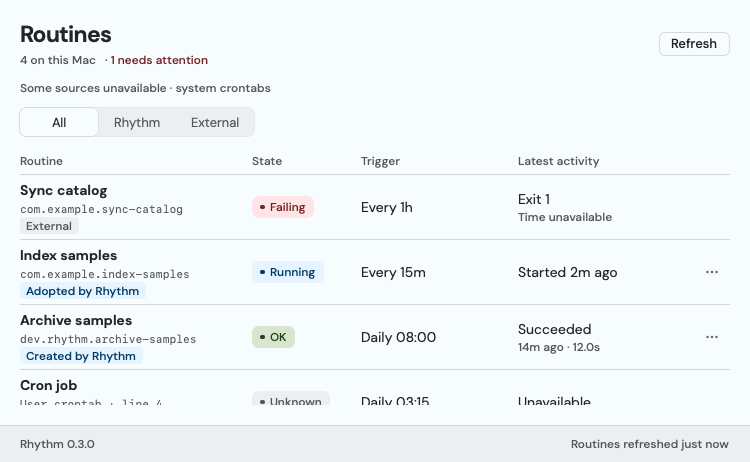 Routines
Refresh
4 on this Mac · 1 needs attention
Some sources unavailable · system crontabs
All Rhythm External
Routine State Trigger Latest activity
Sync catalog
com.example.sync-catalog
External
Failing
Every 1h
Exit 1
Time unavailable
Index samples
com.example.index-samples
Adopted by Rhythm
Running
Every 15m
Started 2m ago
Archive samples
dev.rhythm.archive-samples
Created by Rhythm
OK
Daily 08:00
Succeeded
14m ago · 12.0s
Cron job
User crontab · line 4
Unknown
Daily 03:15
Unavailable
Rhythm 0.3.0
Routines refreshed just now